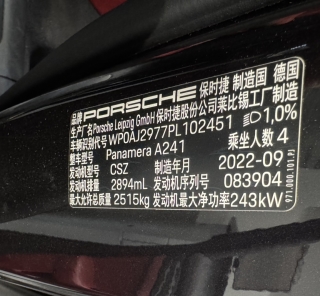 品牌 PORSCHE 保时捷 制造国 德国
生产厂名 Porsche Leipzig GmbH 保时捷股份公司莱比锡工厂制造
车辆识别代号 WP0AJ2977PL102451 1,0%
整车型号 Panamera A241 乘坐人数 4
发动机型号 CSZ 制造年月 2022-09
发动机排量 2894mL 发动机序列号 083904
最大允许总质量 2515kg 发动机最大净功率 243kW
971.000.101.P